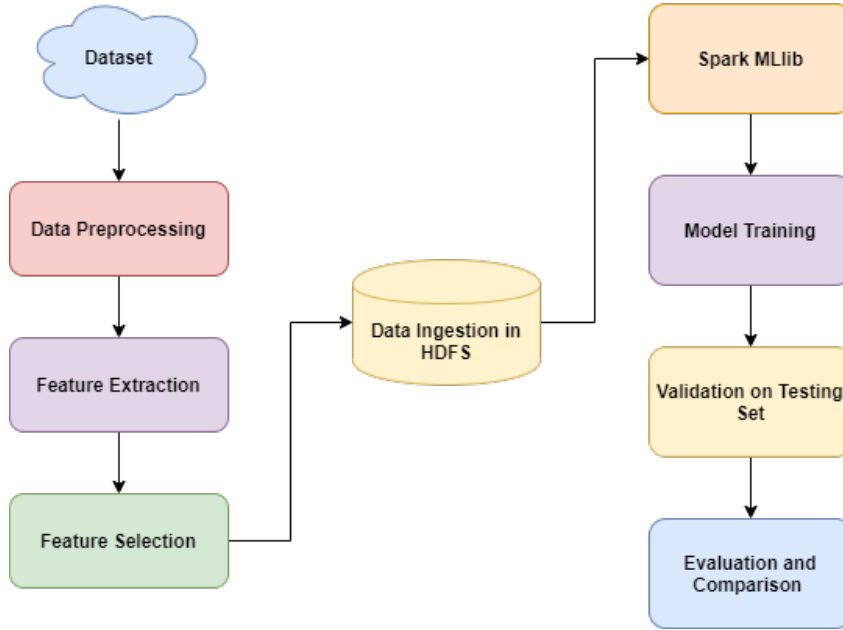 Dataset
Data Preprocessing
Feature Extraction
Feature Selection
Data Ingestion in
HDFS
Spark MLlib
Model Training
Validation on Testing
Set
Evaluation and
Comparison